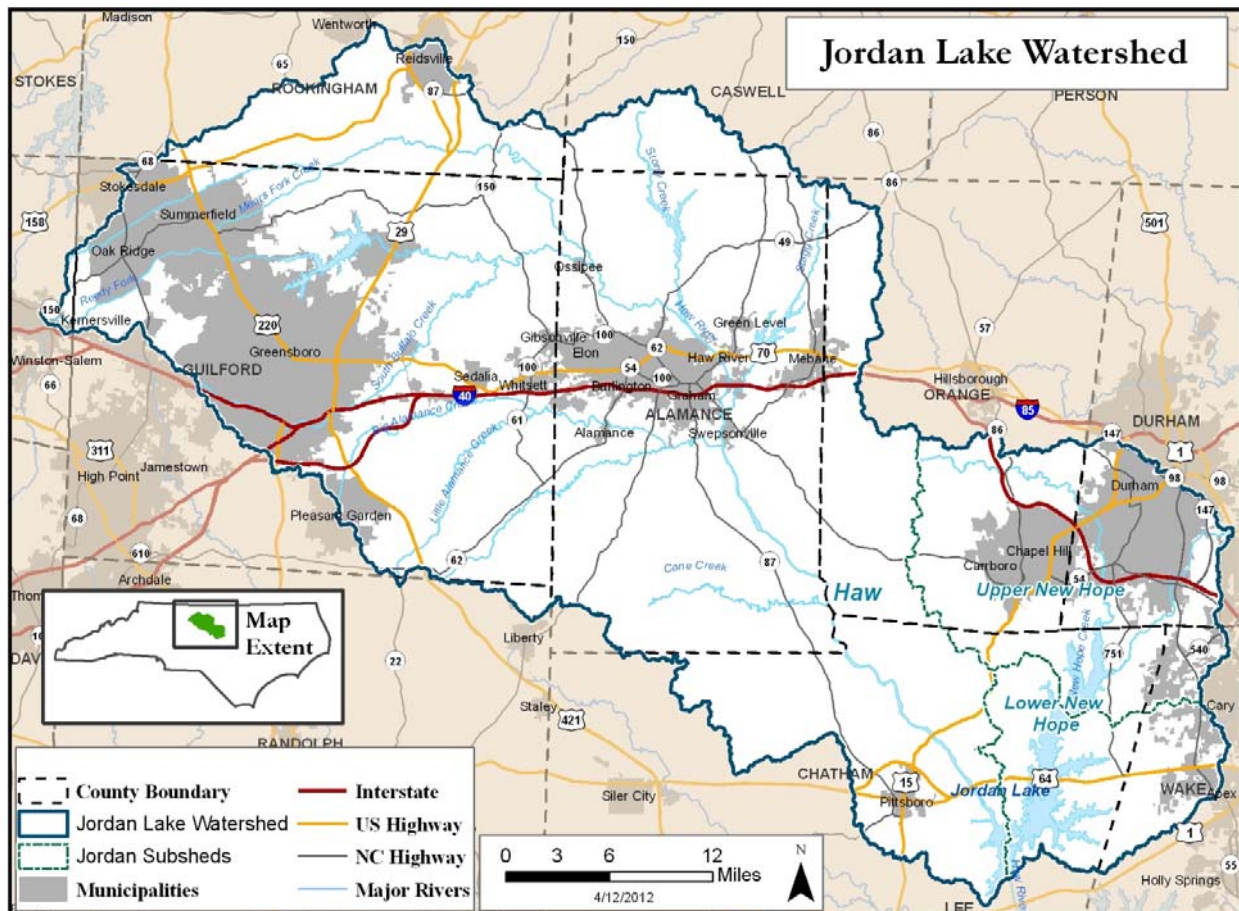 Jordan Lake Watershed
Madison
Wentworth
150
STOKES
65
ROCKINGHAM
Reidsville
87
CASWELL
PERSON
86
86
68
Stokesdale
Summerfield
158
Oak Ridge
Reedy Fork
150
29
Stony Creek
49
501
Ossipee
150
Kernersville
220
Greensboro
South Buffalo Creek
Gibsonville
100
Elon
62
Haw River
Green Level
Haw River
70
Mebane
57
Winston-Salem
66
GUILFORD
Sedalia
100
Whitsett
54
Burlington
100
Graham
Hillsborough
ORANGE
40
85
DURHAM
ALAMANCE
61
Alamance
Swepsonville
Little Alamance Creek
86
147
1
311
High Point
Jamestown
Durham
98
98
147
68
Pleasant Garden
610
Archdale
62
87
Cane Creek
Chapel Hill
Carrboro
54
Haw
Upper New Hope
Map
Extent
Liberty
22
New Hope Creek
751
540
Lower New
Hope
Cary
Staley
421
RANDOLPH
CHATHAM
15
Pittsboro
64
Jordan Lake
Siler City
WAKE
Apex
1
55
Holly Springs
Haw River
LEE
County Boundary
Jordan Lake Watershed
Jordan Subsheds
Municipalities
Interstate
US Highway
NC Highway
Major Rivers
0 3 6 12
Miles
N
4/12/2012